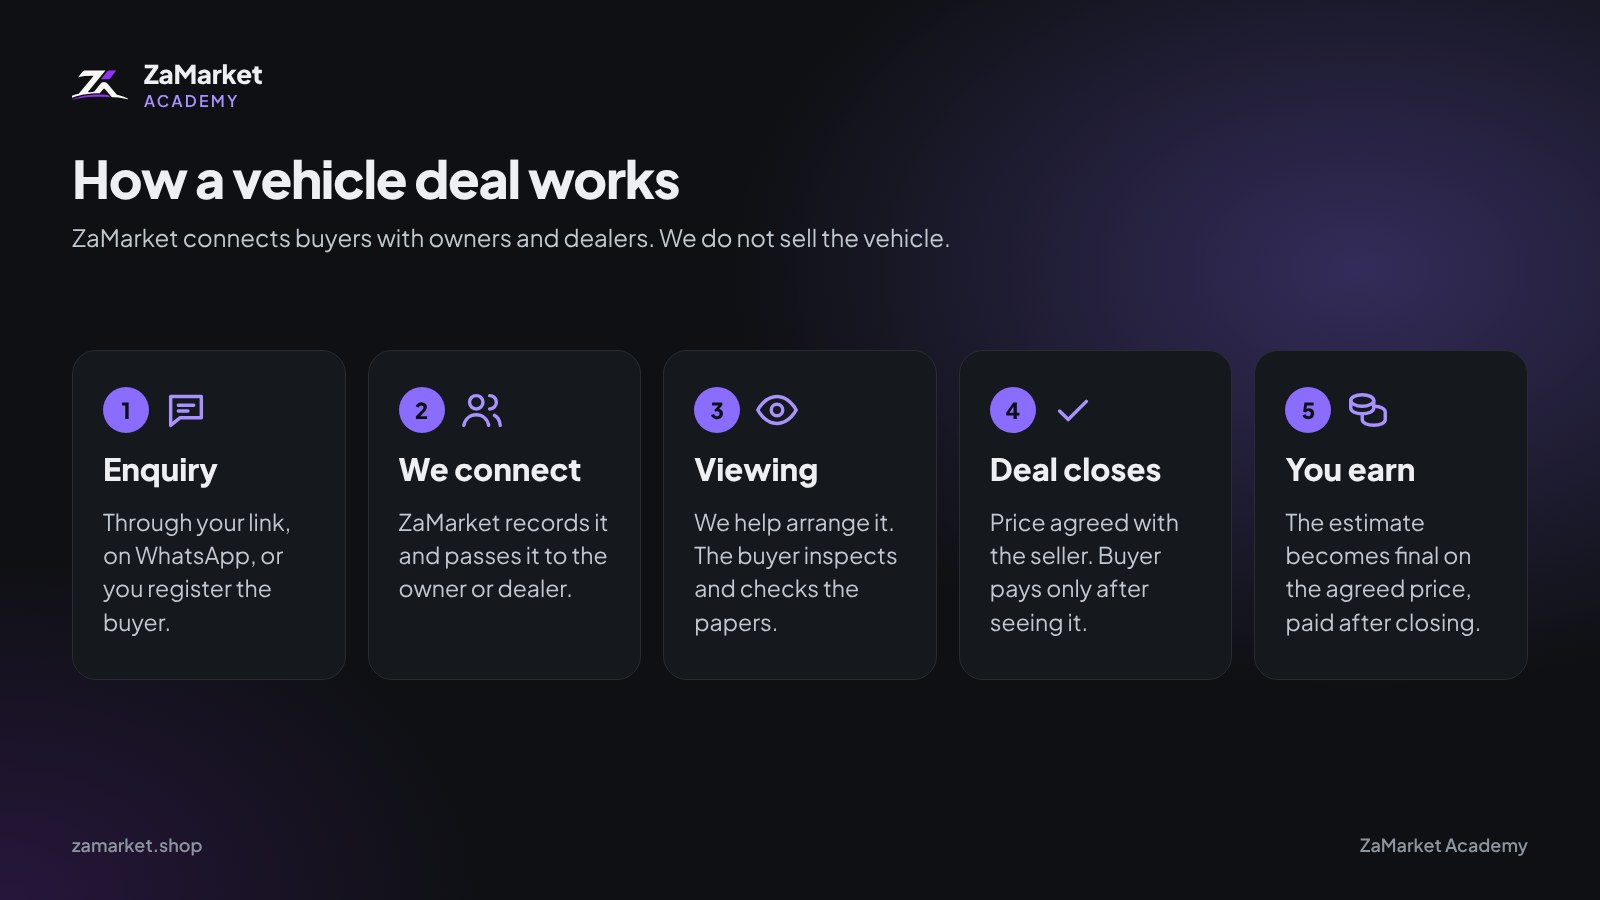 ZaMarket
ACADEMY
How a vehicle deal works
ZaMarket connects buyers with owners and dealers. We do not sell the vehicle.
1
Enquiry
Through your link,
on WhatsApp, or
you register the
buyer.
2
We connect
ZaMarket records it
and passes it to the
owner or dealer.
3
Viewing
We help arrange it.
The buyer inspects
and checks the
papers.
4
Deal closes
Price agreed with
the seller. Buyer
pays only after
seeing it.
5
You earn
The estimate
becomes final on
the agreed price,
paid after closing.
zamarket.shop
ZaMarket Academy